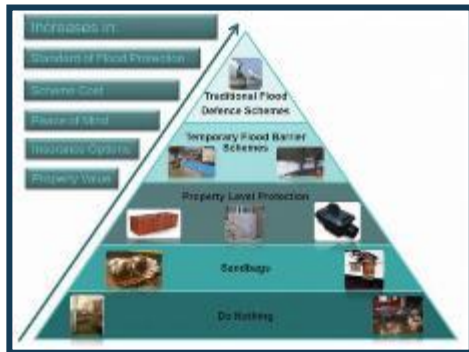 Increases in:
Standard of Flood Protection
Scheme Cost
Peace of Mind
Insurance Options
Property Value
Traditional Flood
Defence Schemes
Temporary Flood Barrier
Schemes
Property Level Protection
Sandbags
Do Nothing